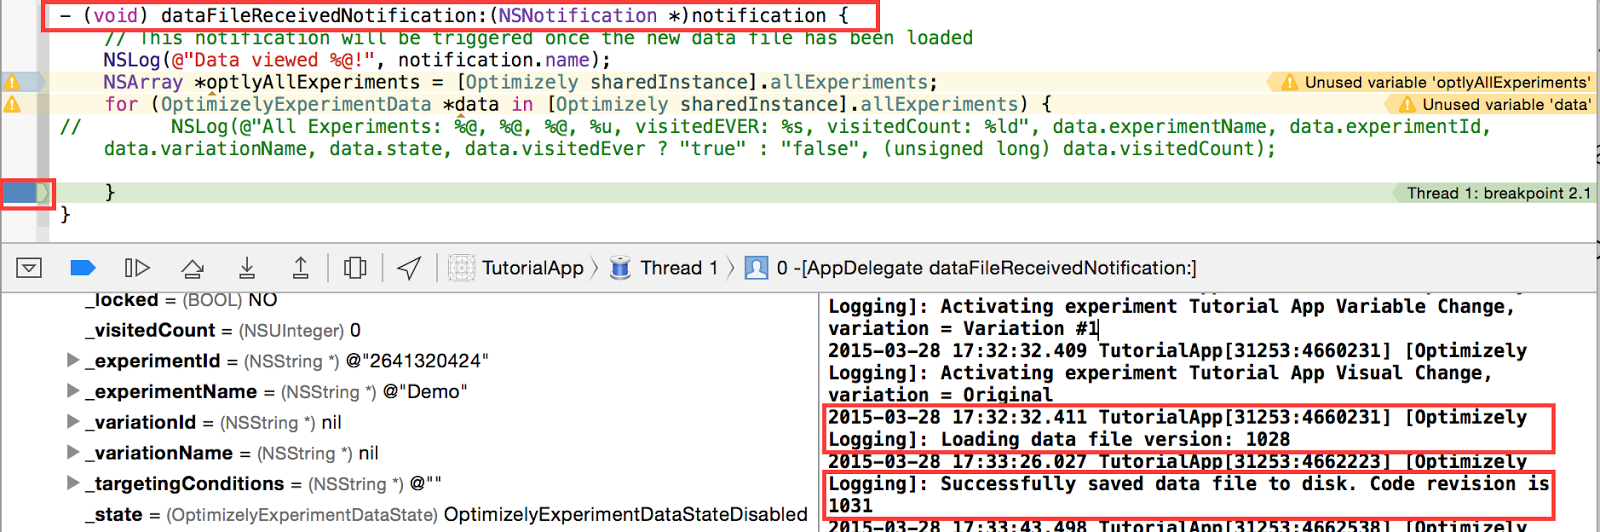 - (void) dataFileReceivedNotification:(NSNotification *)notification {
// This notification will be triggered once the new data file has been loaded
NSLog(@"Data viewed %@!", notification.name);
NSArray *optlyAllExperiments = [Optimizely sharedInstance].allExperiments;
Unused variable 'optlyAllExperiments'
for (OptimizelyExperimentData *data in [Optimizely sharedInstance].allExperiments) {
Unused variable 'data'
// NSLog(@"All Experiments: %@, %@, %@, %u, visitedEVER: %s, visitedCount: %ld", data.experimentName, data.experimentId,
data.variationName, data.state, data.visitedEver ? "true" : "false", (unsigned long) data.visitedCount);
}
Thread 1: breakpoint 2.1
}
TutorialApp
Thread 1
0 -[AppDelegate dataFileReceivedNotification:]
_locked = (BOOL) NO
_visitedCount = (NSUInteger) 0
_experimentId = (NSString *) @"2641320424"
_experimentName = (NSString *) @"Demo"
_variationId = (NSString *) nil
_variationName = (NSString *) nil
_targetingConditions = (NSString *) @""
_state = (OptimizelyExperimentDataState) OptimizelyExperimentDataStateDisabled
Logging]: Activating experiment Tutorial App Variable Change,
variation = Variation #1
2015-03-28 17:32:32.409 TutorialApp[31253:4660231] [Optimizely
Logging]: Activating experiment Tutorial App Visual Change,
variation = Original
2015-03-28 17:32:32.411 TutorialApp[31253:4660231] [Optimizely
Logging]: Loading data file version: 1028
2015-03-28 17:33:26.027 TutorialApp[31253:4662223] [Optimizely
Logging]: Successfully saved data file to disk. Code revision is
1031
2015-03-28 17:33:43.498 TutorialApp[31253:4662538] [Optimizely